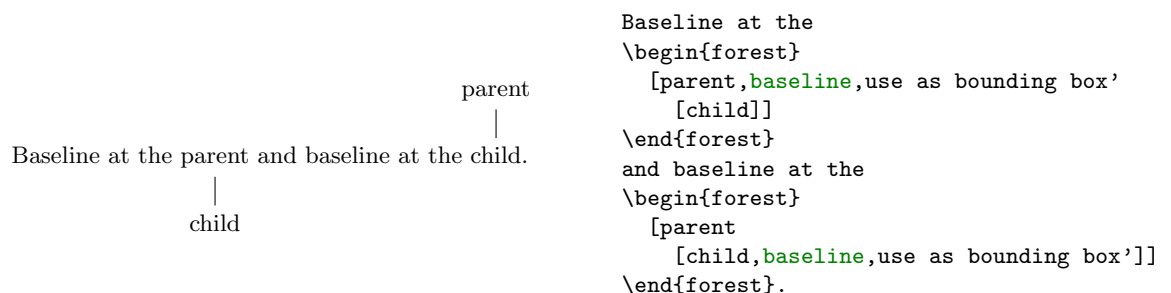 parent
Baseline at the parent and baseline at the child.
child
Baseline at the
\begin{forest}
  [parent,baseline,use as bounding box’
    [child]]
\end{forest}
and baseline at the
\begin{forest}
  [parent
    [child,baseline,use as bounding box’]]
\end{forest}.